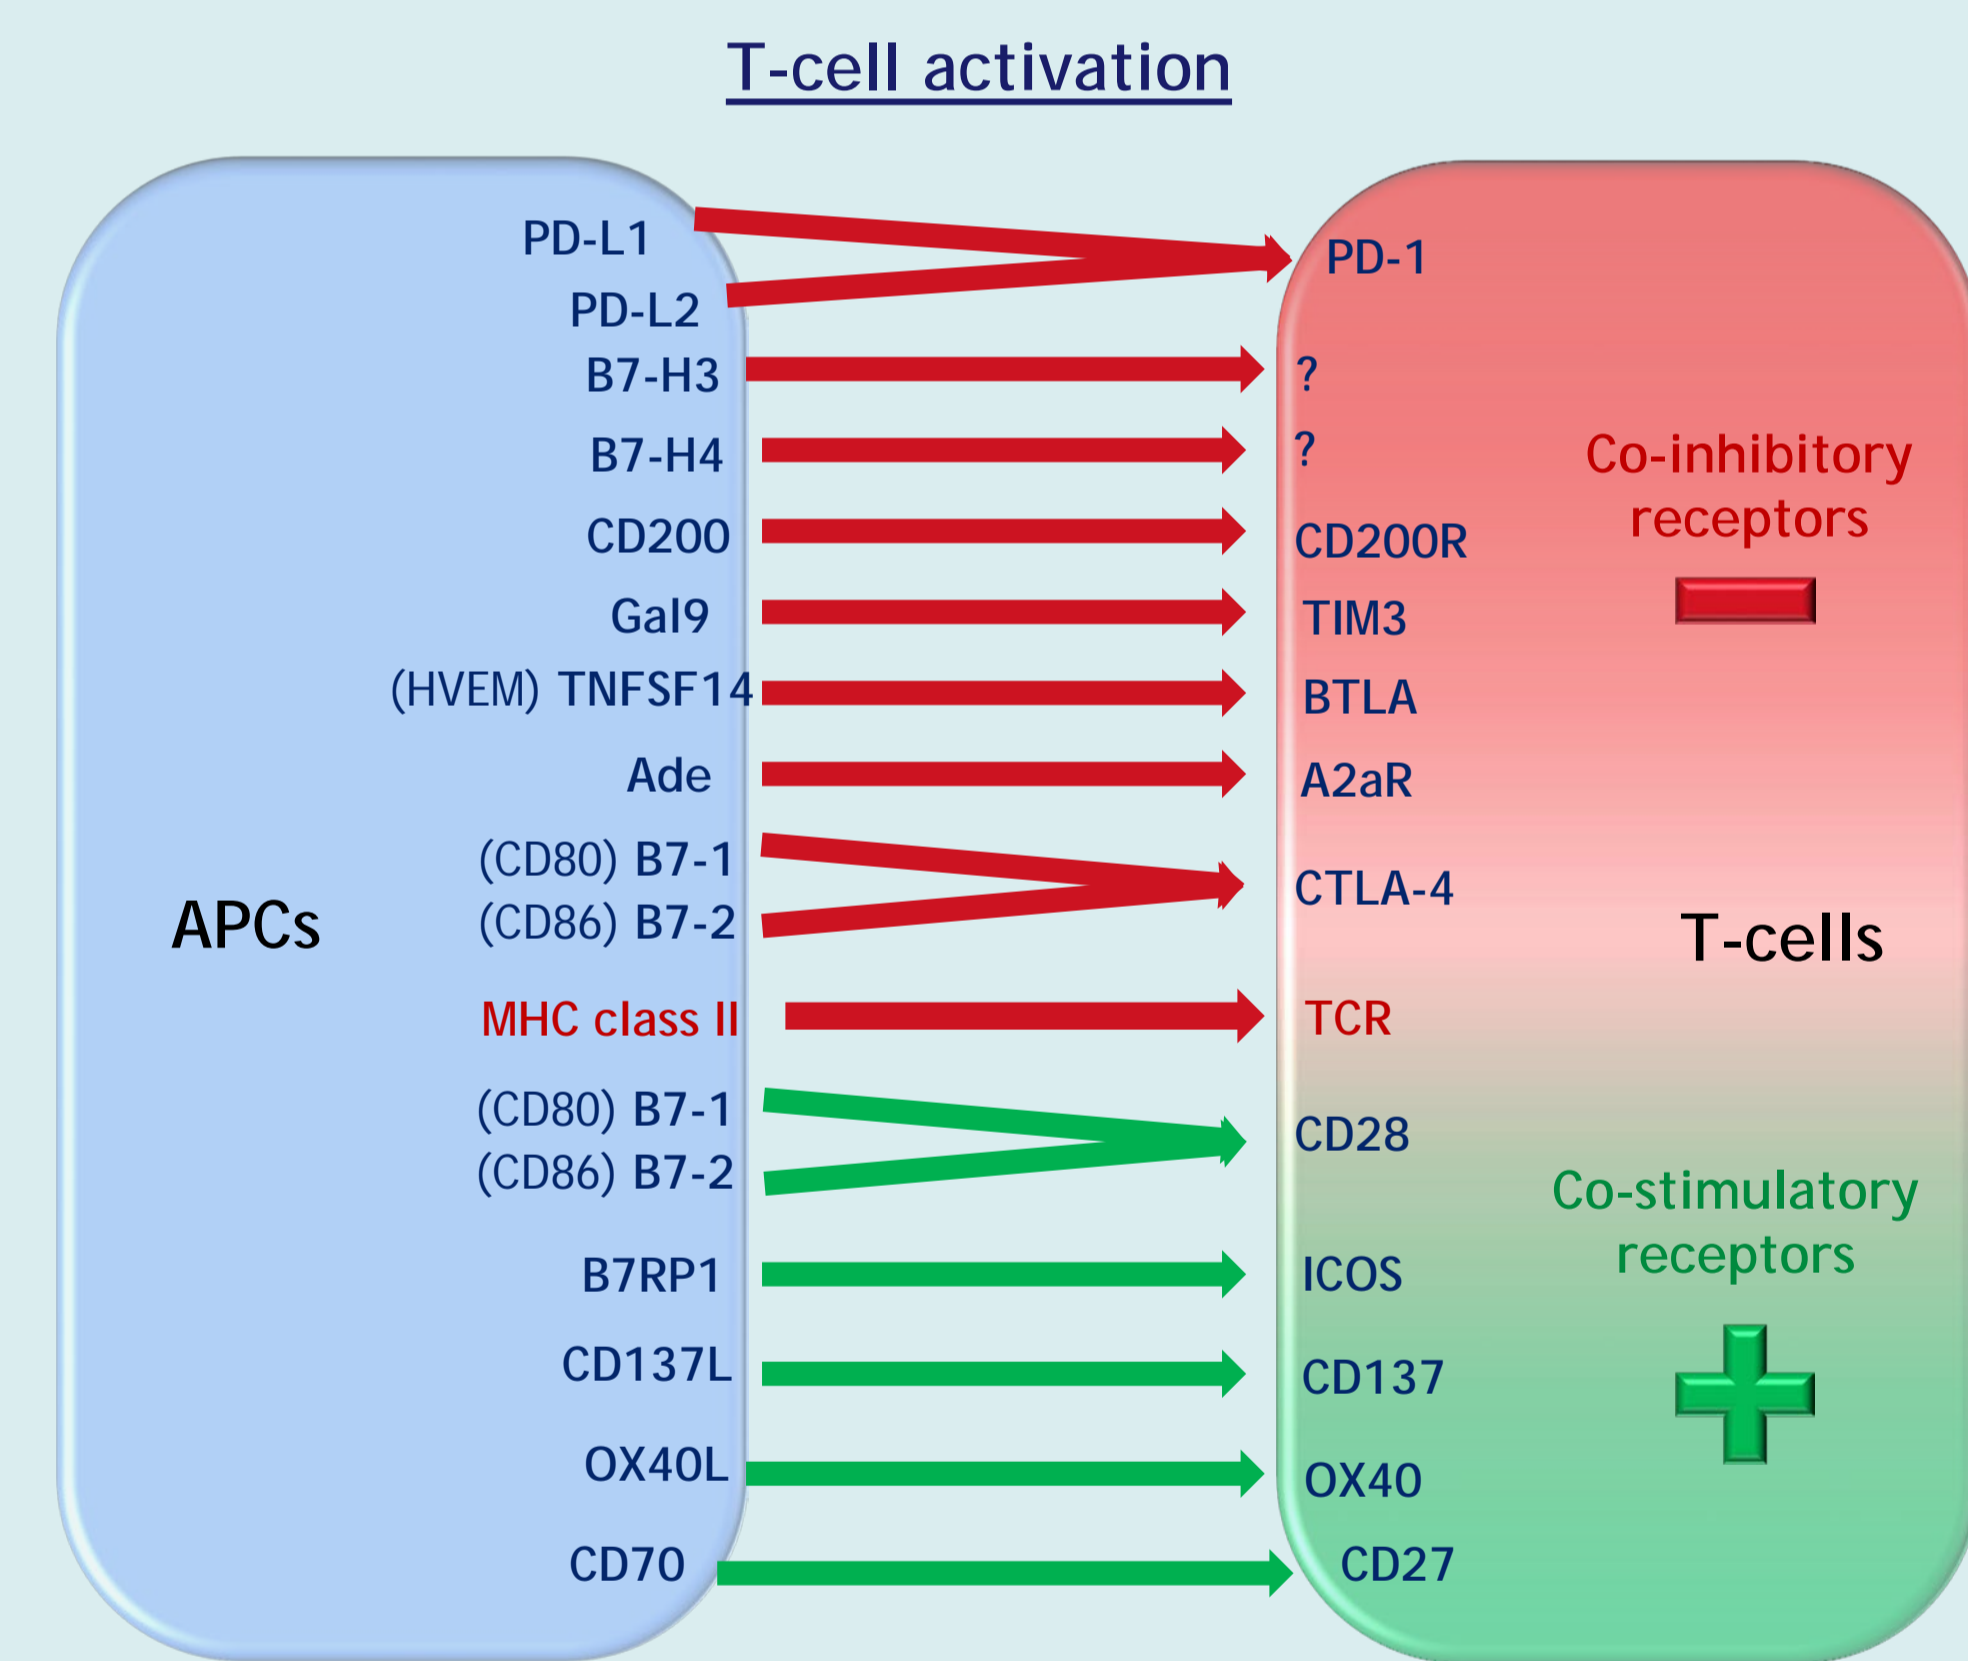 T-cell activation
PD-L1
PD-1
PD-L2
B7-H3
?
B7-H4
?
Co-inhibitory
receptors
CD200
CD200R
Gal9
TIM3
(HVEM) TNFSF14
BTLA
Ade
A2aR
(CD80) B7-1
CTLA-4
(CD86) B7-2
APCs
T-cells
MHC class II
TCR
(CD80) B7-1
CD28
(CD86) B7-2
Co-stimulatory
receptors
B7RP1
ICOS
CD137L
CD137
OX40L
OX40
CD70
CD27